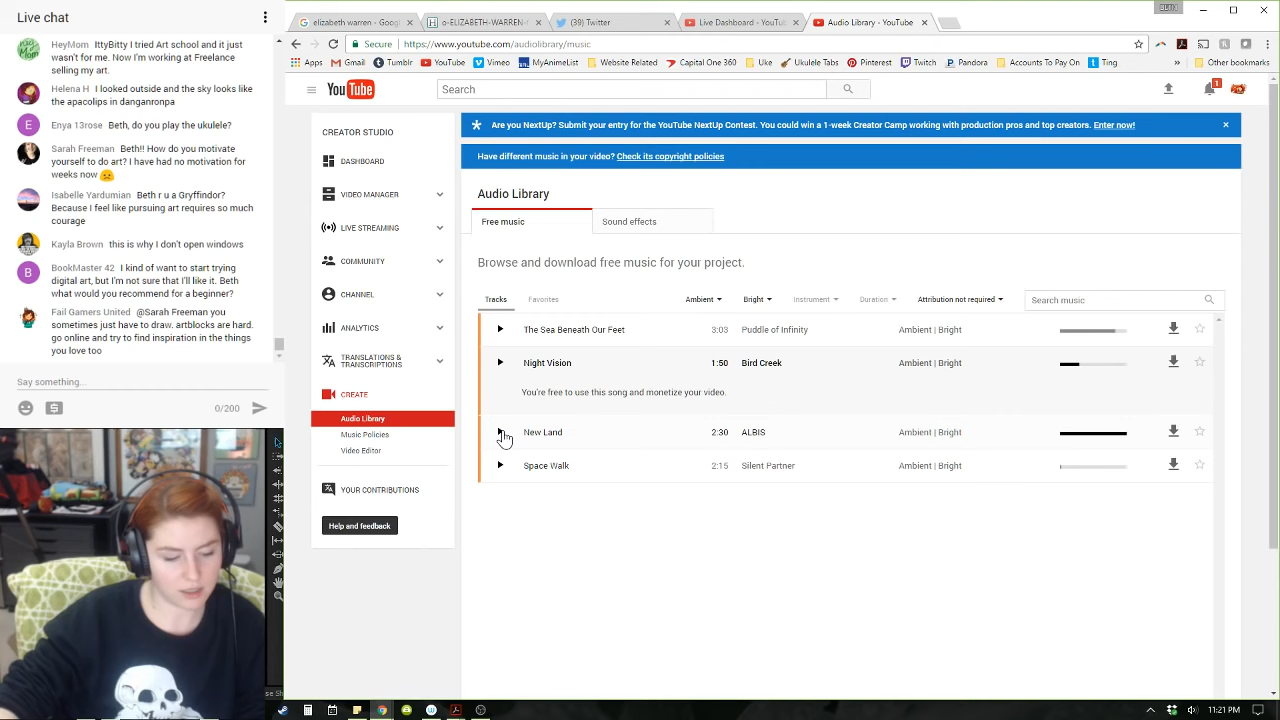 Live chat
HeyMom IttyBitty I tried Art school and it just
wasn't for me. Now I'm working at Freelance
selling my art.
Helena H I looked outside and the sky looks like
the apacolips in danganronpa
E
Enya 13rose Beth, do you play the ukulele?
Sarah Freeman Beth!! How do you motivate
yourself to do art? I have had no motivation for
weeks now
Isabelle Yardumian Beth r u a Gryffindor?
Because I feel like pursuing art requires so much
courage
Kayla Brown this is why I don't open windows
B
BookMaster 42 I kind of want to start trying
digital art, but I'm not sure that I'll like it. Beth
what would you recommend for a beginner?
Fail Gamers United @Sarah Freeman you
sometimes just have to draw. artblocks are hard.
go online and try to find inspiration in the things
you love too
Say something...
0/200
BETH
elizabeth warren - Googl
o-ELIZABETH-WARREN-f
(39) Twitter
Live Dashboard - YouTu
Audio Library - YouTube
Secure
https://www.youtube.com/audiolibrary/music
Apps Gmail Tumblr YouTube Vimeo MyAnimeList Website Related Capital One 360 Uke Ukulele Tabs Pinterest Twitch Pandora Accounts To Pay On Ting » Other bookmarks
YouTube
Search
1
CREATOR STUDIO
DASHBOARD
VIDEO MANAGER
LIVE STREAMING
COMMUNITY
CHANNEL
ANALYTICS
TRANSLATIONS &
TRANSCRIPTIONS
CREATE
Audio Library
Music Policies
Video Editor
YOUR CONTRIBUTIONS
Help and feedback
Are you NextUp? Submit your entry for the YouTube NextUp Contest. You could win a 1-week Creator Camp working with production pros and top creators. Enter now!
Have different music in your video? Check its copyright policies
Audio Library
Free music
Sound effects
Browse and download free music for your project.
Tracks Favorites Ambient Bright Instrument Duration Attribution not required Search music
The Sea Beneath Our Feet 3:03 Puddle of Infinity Ambient | Bright
Night Vision 1:50 Bird Creek Ambient | Bright
You're free to use this song and monetize your video.
New Land 2:30 ALBIS Ambient | Bright
Space Walk 2:15 Silent Partner Ambient | Bright
11:21 PM